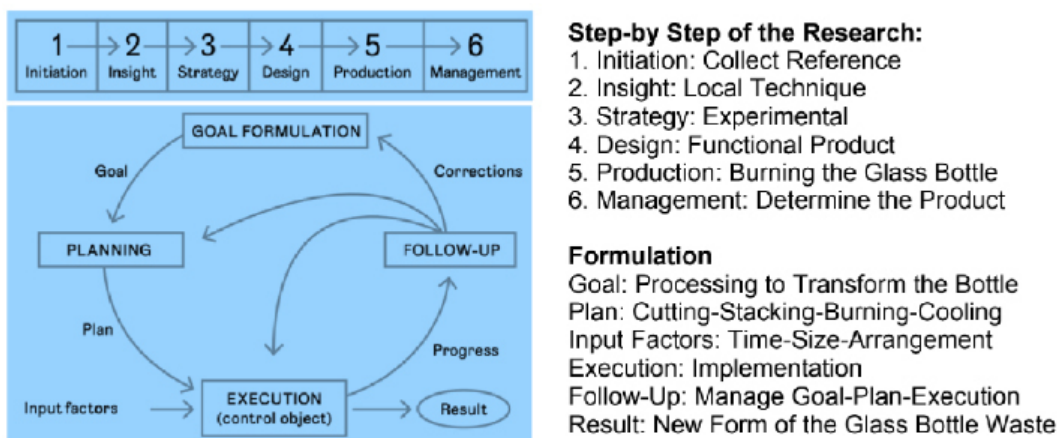 1 2 3 4 5 6
Initiation Insight Strategy Design Production Management
GOAL FORMULATION
Goal
Corrections
PLANNING
FOLLOW-UP
Plan
Progress
Input factors
EXECUTION
(control object)
Result
Step-by Step of the Research:
1. Initiation: Collect Reference
2. Insight: Local Technique
3. Strategy: Experimental
4. Design: Functional Product
5. Production: Burning the Glass Bottle
6. Management: Determine the Product
Formulation
Goal: Processing to Transform the Bottle
Plan: Cutting-Stacking-Burning-Cooling
Input Factors: Time-Size-Arrangement
Execution: Implementation
Follow-Up: Manage Goal-Plan-Execution
Result: New Form of the Glass Bottle Waste